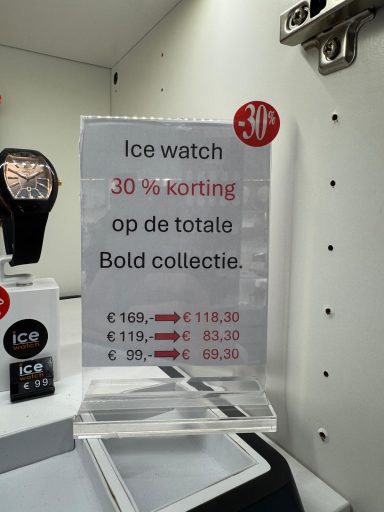 -30%
Ice watch
30 % korting
op de totale
Bold collectie.
€ 169,- € 118,30
€ 119,- € 83,30
€ 99,- € 69,30
ice
watch
ice
watch
€ 99